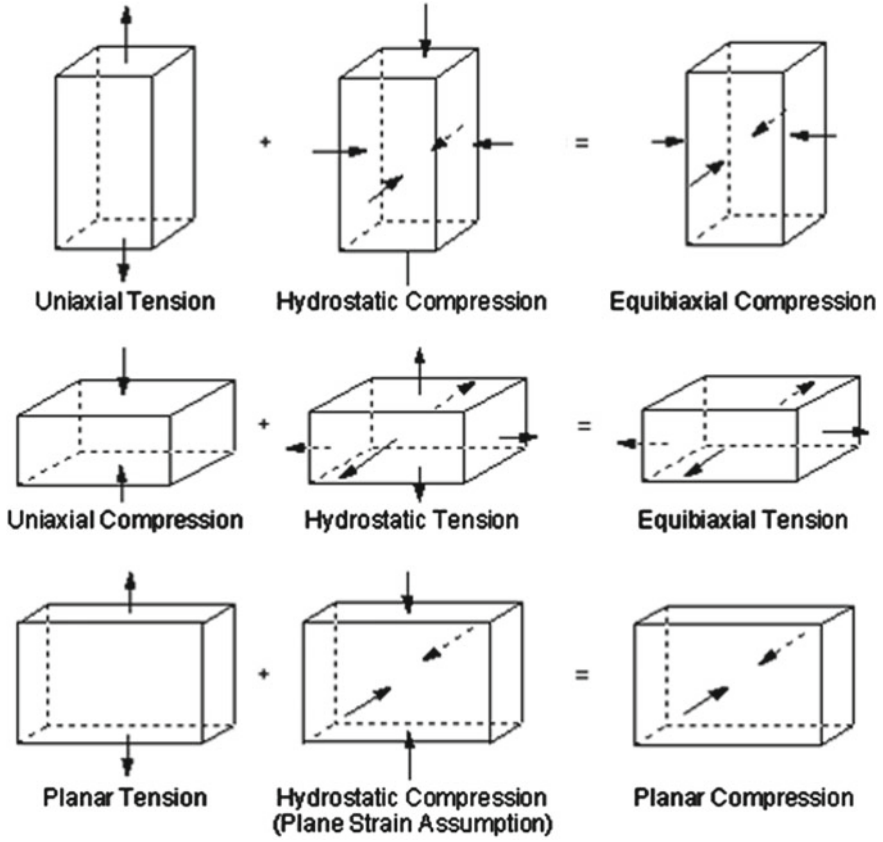 + =
Uniaxial Tension Hydrostatic Compression Equibiaxial Compression
+ =
Uniaxial Compression Hydrostatic Tension Equibiaxial Tension
+ =
Planar Tension Hydrostatic Compression Planar Compression
(Plane Strain Assumption)